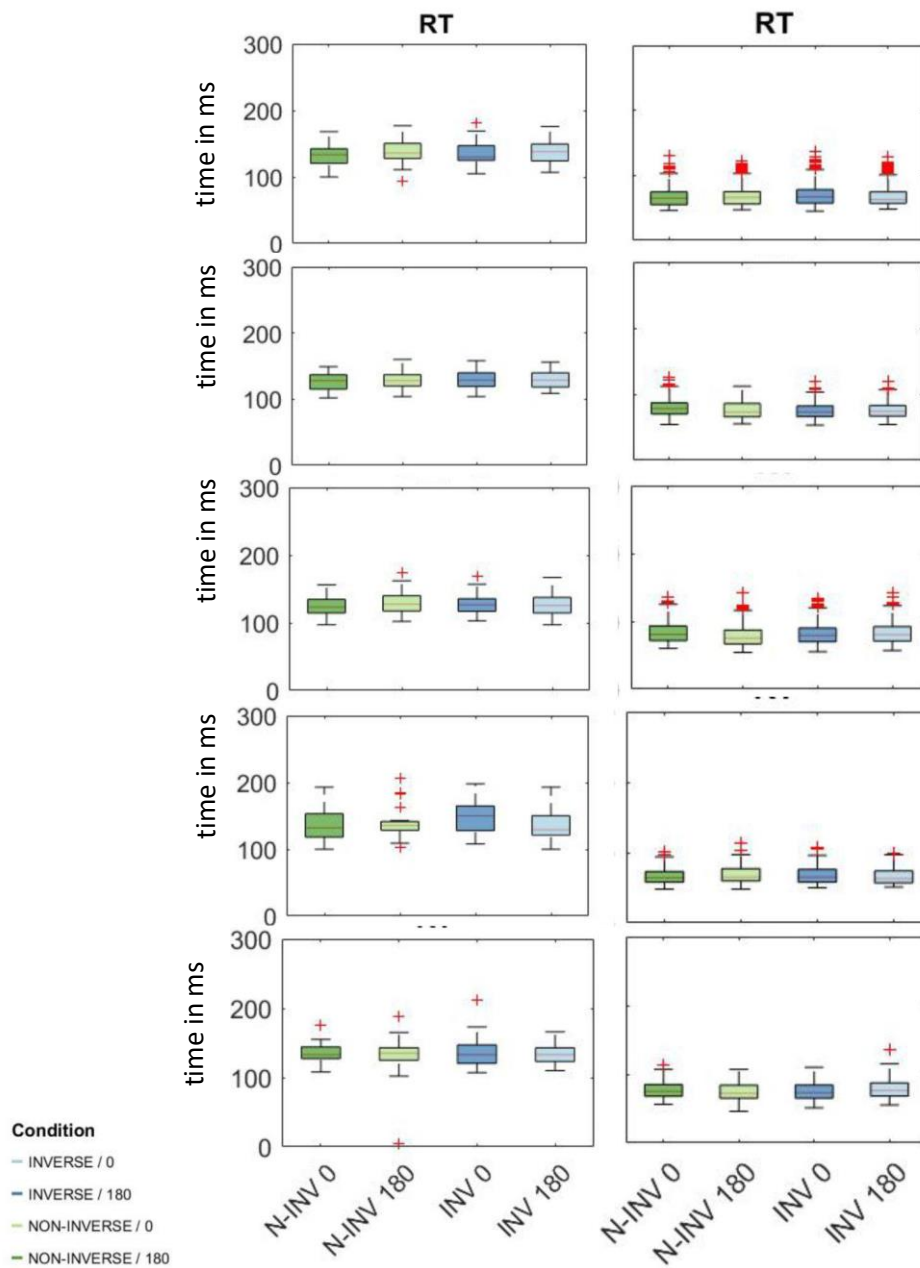 RT
RT
time in ms
300
200
100
0
time in ms
300
200
100
0
time in ms
300
200
100
0
time in ms
300
200
100
0
time in ms
300
200
100
0
N-INV 0
N-INV 180
INV 0
INV 180
N-INV 0
N-INV 180
INV 0
INV 180
Condition
INVERSE / 0
INVERSE / 180
NON-INVERSE / 0
NON-INVERSE / 180